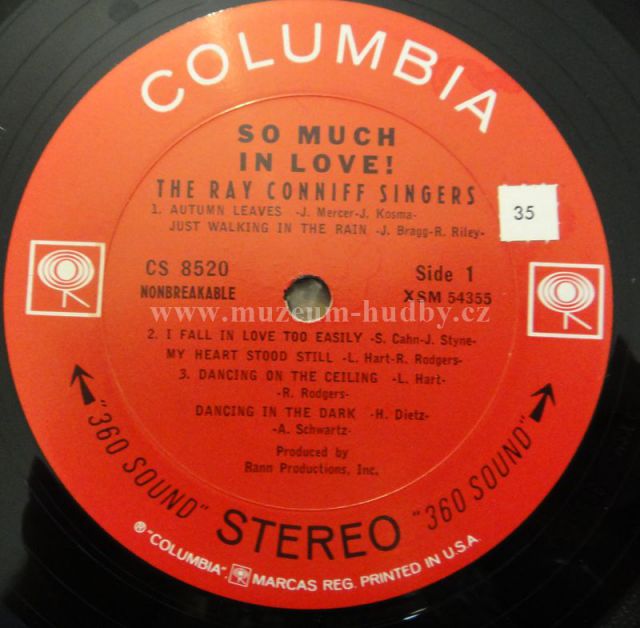 COLUMBIA
SO MUCH
IN LOVE!
THE RAY CONNIFF SINGERS
1. AUTUMN LEAVES -J. Mercer-J. Kosma-
JUST WALKING IN THE RAIN -J. Bragg-R. Riley-
35
CS 8520
NONBREAKABLE
Side 1
XSM 54355
www.muzeum-hudby.cz
2. I FALL IN LOVE TOO EASILY -S. Cahn-J. Styne-
MY HEART STOOD STILL -L. Hart-R. Rodgers-
3. DANCING ON THE CEILING -L. Hart-
-R. Rodgers-
DANCING IN THE DARK -H. Dietz-
-A. Schwartz-
Produced by
Bann Productions, Inc.
"360 SOUND" STEREO "360 SOUND"
® "COLUMBIA", MARCAS REG. PRINTED IN U.S.A.